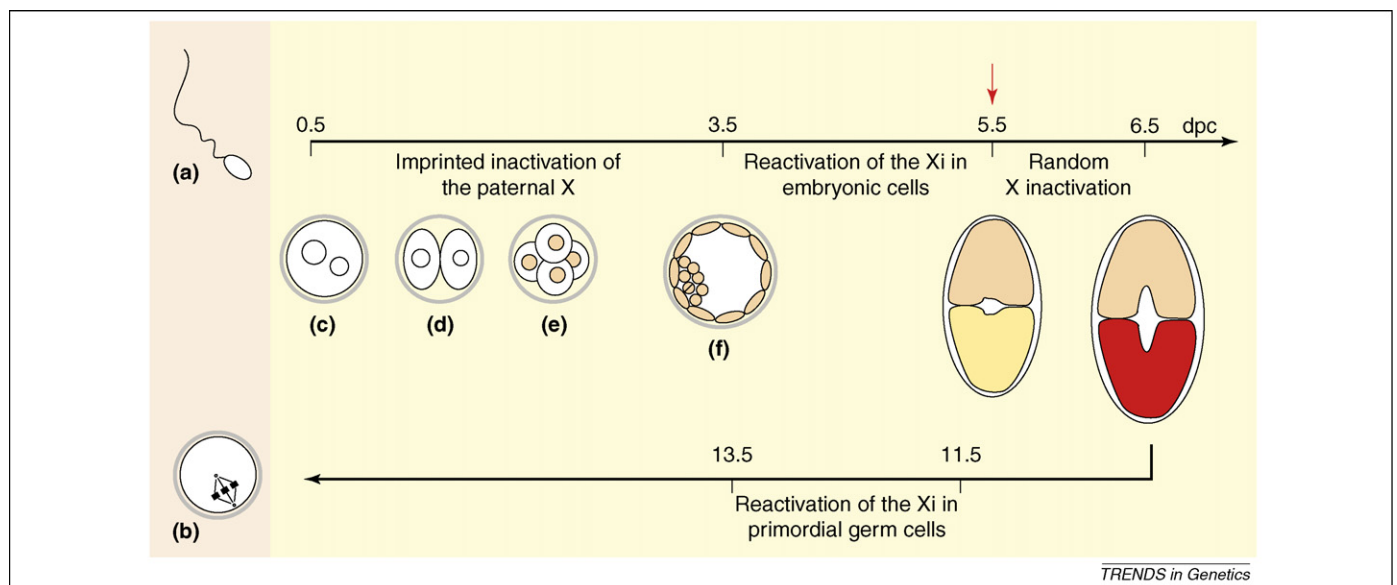 0.5
3.5
5.5
6.5
dpc
(a)
Imprinted inactivation of
the paternal X
Reactivation of the Xi in
embryonic cells
Random
X inactivation
(c)
(d)
(e)
(f)
13.5
11.5
(b)
Reactivation of the Xi in
primordial germ cells
TRENDS in Genetics